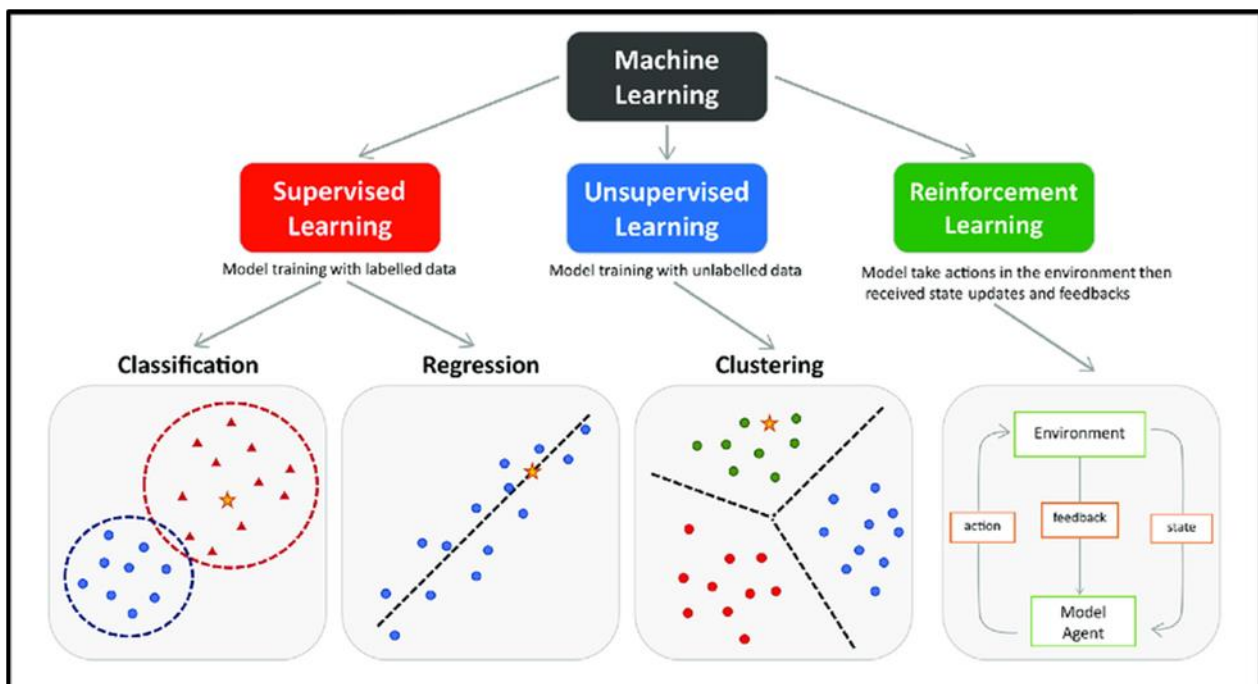 Machine
Learning
Supervised
Learning
Unsupervised
Learning
Reinforcement
Learning
Model training with labelled data
Model training with unlabelled data
Model take actions in the environment then
received state updates and feedbacks
Classification
Regression
Clustering
Environment
action
feedback
state
Model
Agent